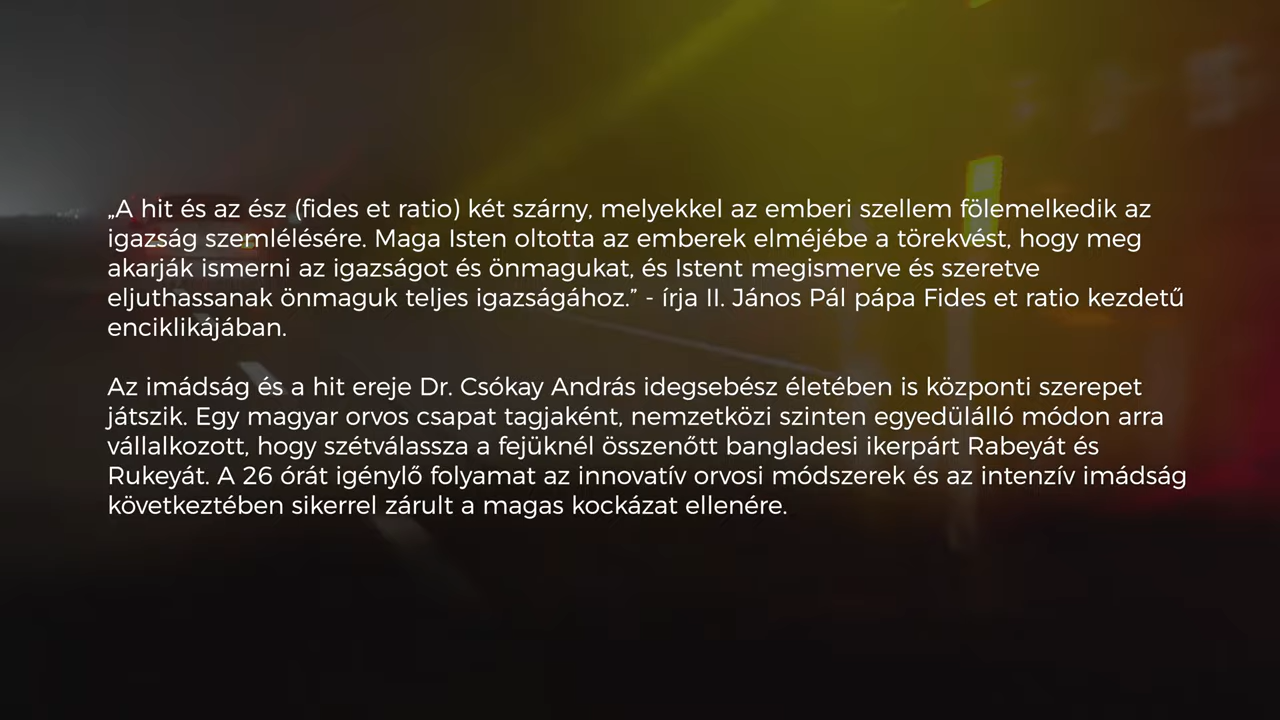 „A hit és az ész (fides et ratio) két szárny, melyekkel az emberi szellem fölemelkedik az
igazság szemlélésére. Maga Isten oltotta az emberek elméjébe a törekvést, hogy meg
akarják ismerni az igazságot és önmagukat, és Istent megismerve és szeretve
eljuthassanak önmaguk teljes igazságához.” - írja II. János Pál pápa Fides et ratio kezdetű
enciklikájában.
Az imádság és a hit ereje Dr. Csókay András idegsebész életében is központi szerepet
játszik. Egy magyar orvos csapat tagjaként, nemzetközi szinten egyedülálló módon arra
vállalkozott, hogy szétválassza a fejüknél összenőtt bangladesi ikerpárt Rabeyát és
Rukeyát. A 26 órát igénylő folyamat az innovatív orvosi módszerek és az intenzív imádság
következtében sikerrel zárult a magas kockázat ellenére.